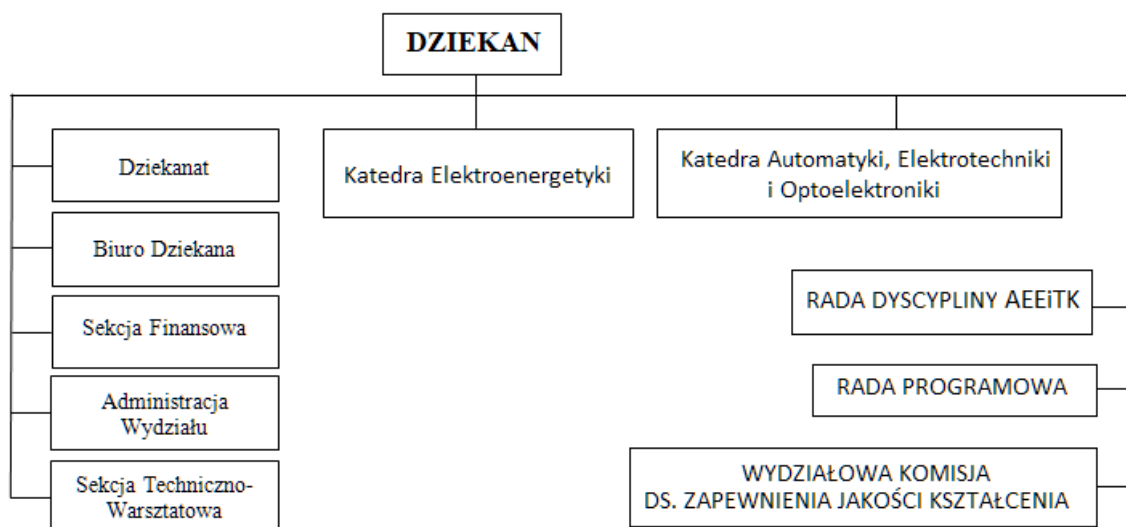 DZIEKAN
Dziekanat
Biuro Dziekana
Sekcja Finansowa
Administracja
Wydziału
Sekcja Techniczno-
Warsztatowa
Katedra Elektroenergetyki
Katedra Automatyki, Elektrotechniki
i Optoelektroniki
RADA DYSCYPLINY AEEiTK
RADA PROGRAMOWA
WYDZIAŁOWA KOMISJA
DS. ZAPEWNIENIA JAKOŚCI KSZTAŁCENIA